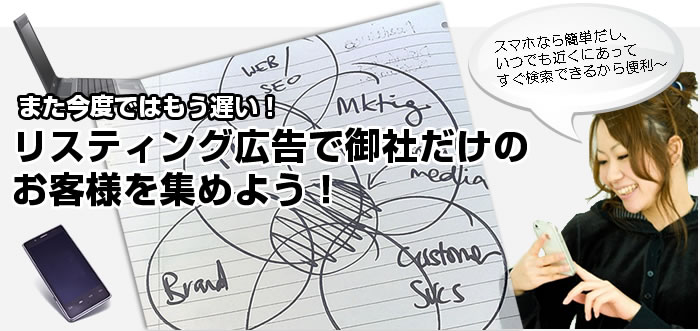 スマホなら簡単だし、
いつでも近くにあって
すぐ検索できるから便利～
また今度ではもう遅い！
リスティング広告で御社だけの
お客様を集めよう！
WEB/
SEO
Mktig
media
Brand
Customer
Svcs